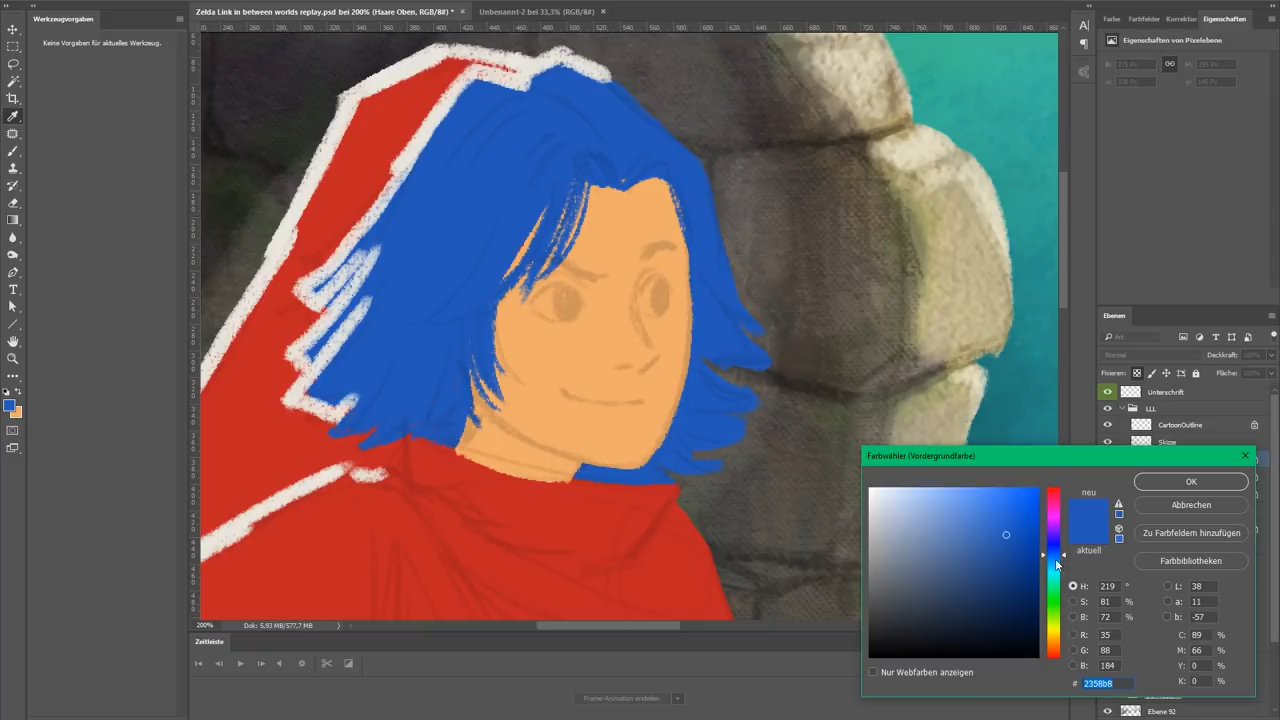 Zelda Link in between worlds replay.psd bei 200% (Haare Oben, RGB/8#) *
Unbenannt-2 bei 33,3% (RGB/8#)
Farbe
Farbfelder
Korrektur
Eigenschaften
Werkzeugvorgaben
Keine Vorgaben für aktuelles Werkzeug.
Eigenschaften von Pixelebene
Ebenen
Art
Normal
Deckkraft: 100%
Fixieren:
Fläche: 100%
Unterschrift
LLL
CartoonOutline
Skizze
Farbwähler (Vordergrundfarbe)
neu
aktuell
OK
Abbrechen
Zu Farbfeldern hinzufügen
Farbbibliotheken
H: 219 °
L: 38
S: 81 %
a: 11
B: 72 %
b: -57
R: 35
C: 89 %
G: 88
M: 66 %
B: 184
Y: 0 %
# 2358b8
K: 0 %
Nur Webfarben anzeigen
200%
Dok: 5,93 MB/577,7 MB
Zeitleiste
Frame-Animation erstellen
Ebene 92